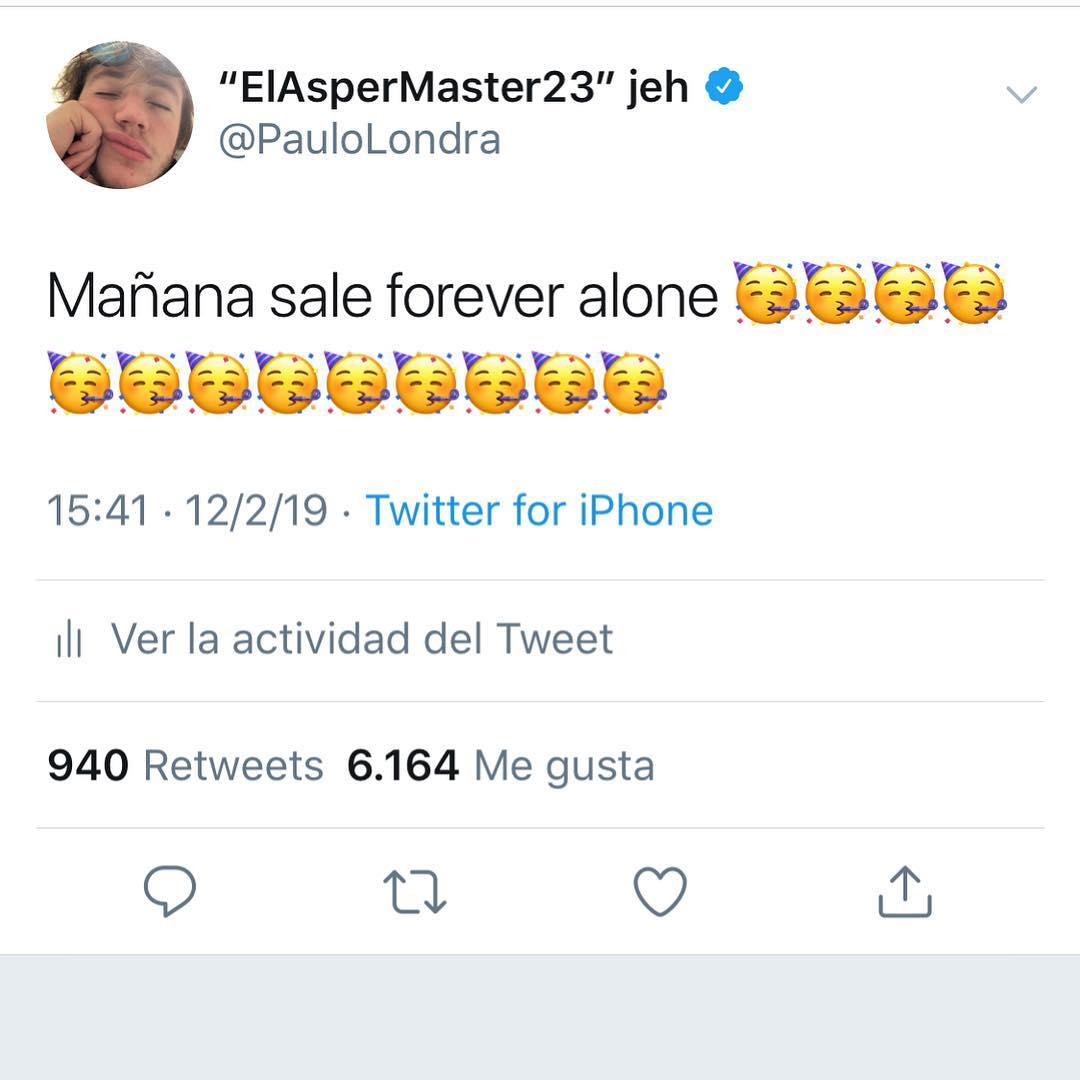 “ElAsperMaster23” jeh
@PauloLondra
Mañana sale forever alone 🥳🥳🥳🥳
🥳🥳🥳🥳🥳🥳🥳🥳🥳
15:41 · 12/2/19 · Twitter for iPhone
Ver la actividad del Tweet
940 Retweets 6.164 Me gusta